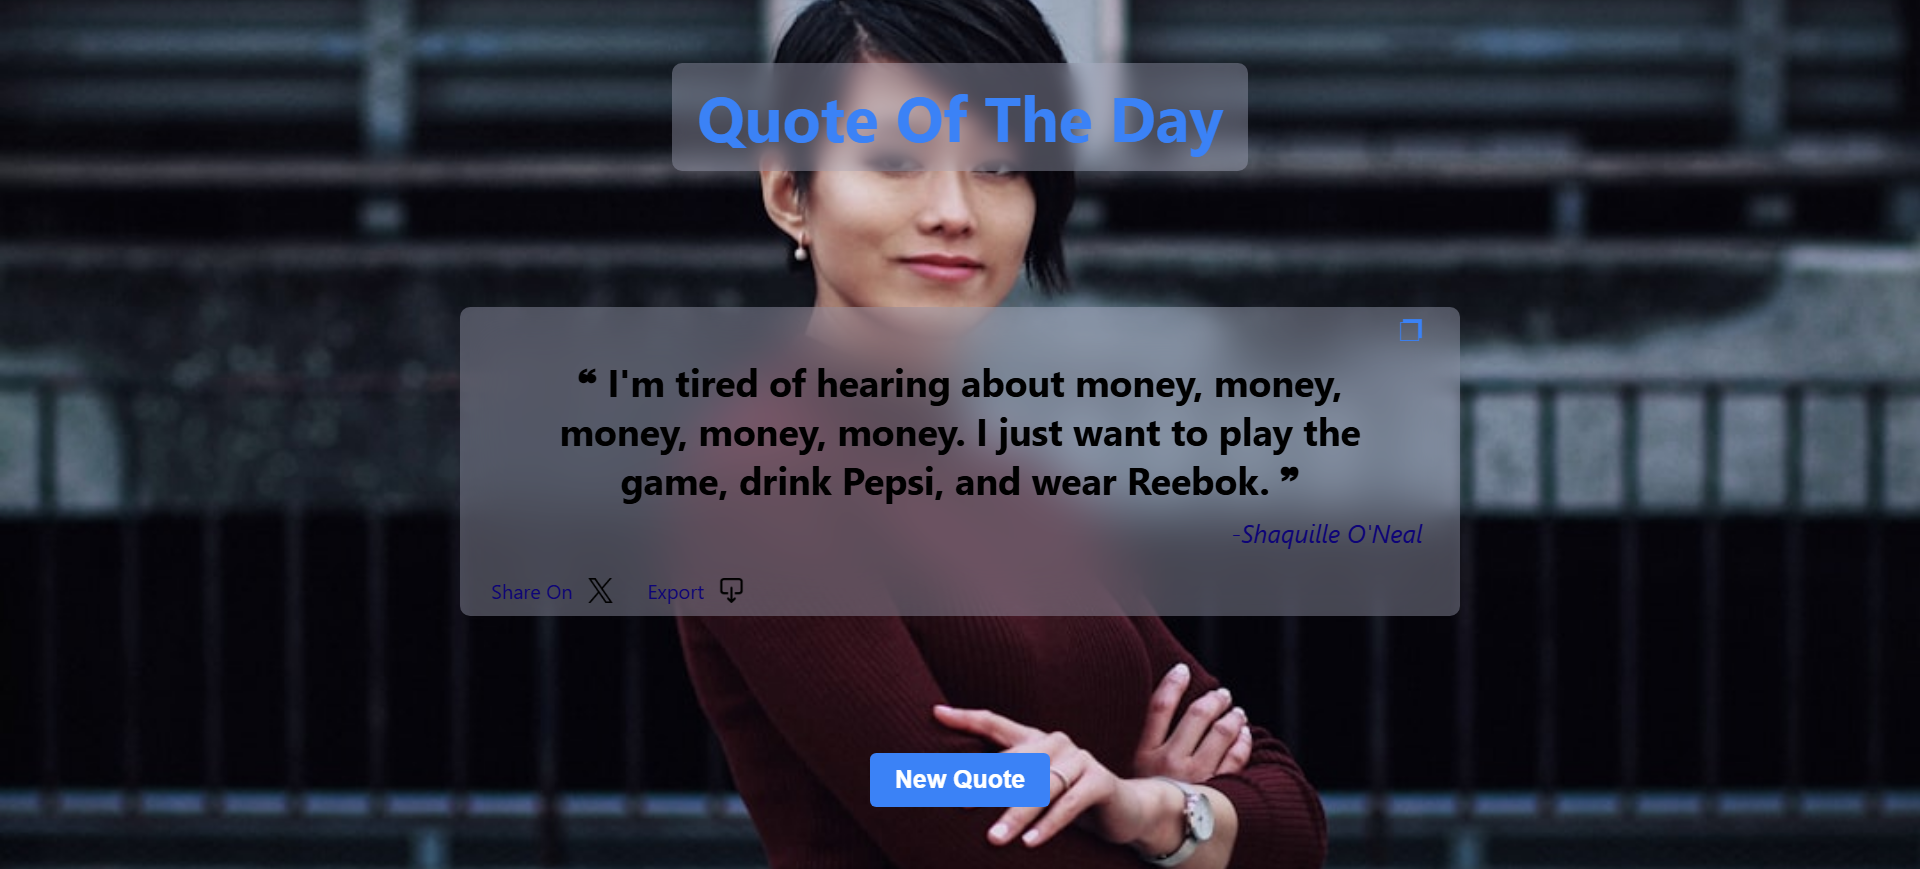 Quote Of The Day
❝ I'm tired of hearing about money, money,
money, money, money. I just want to play the
game, drink Pepsi, and wear Reebok. ❞
-Shaquille O'Neal
Share On X Export
New Quote